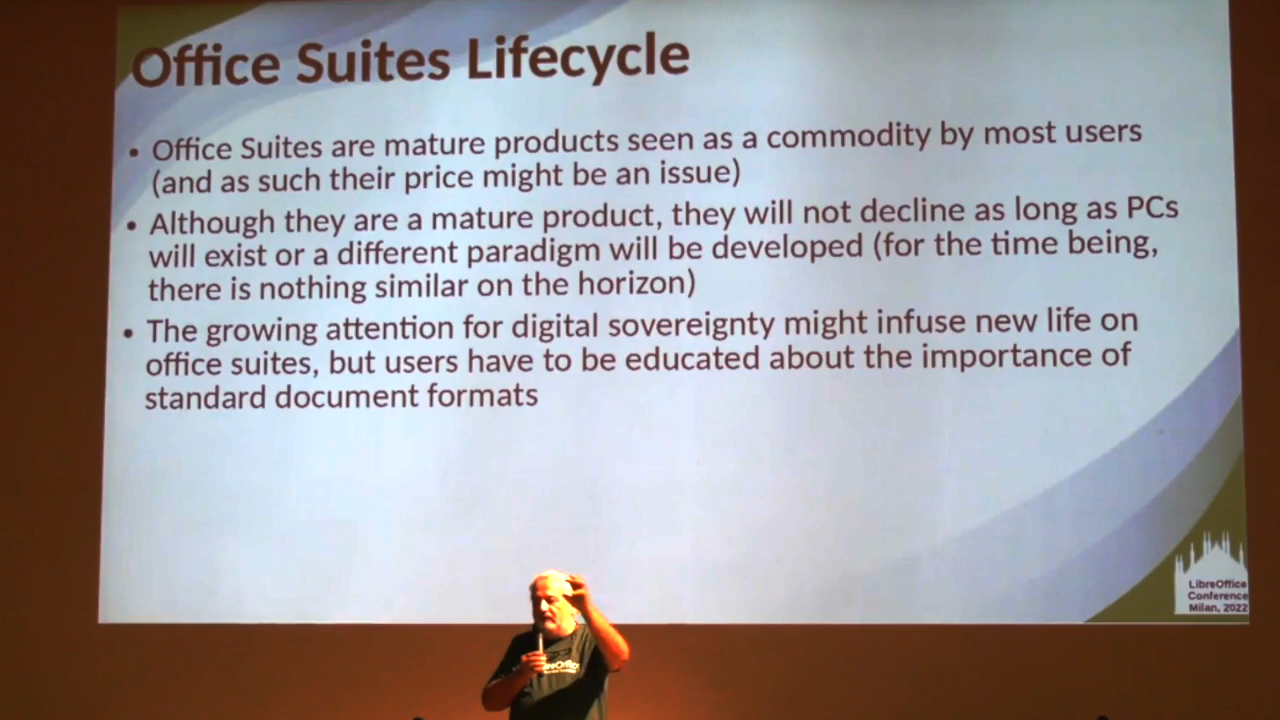 Office Suites Lifecycle
• Office Suites are mature products seen as a commodity by most users
(and as such their price might be an issue)
• Although they are a mature product, they will not decline as long as PCs
will exist or a different paradigm will be developed (for the time being,
there is nothing similar on the horizon)
• The growing attention for digital sovereignty might infuse new life on
office suites, but users have to be educated about the importance of
standard document formats
LibreOffice
Conference
Milan, 2022